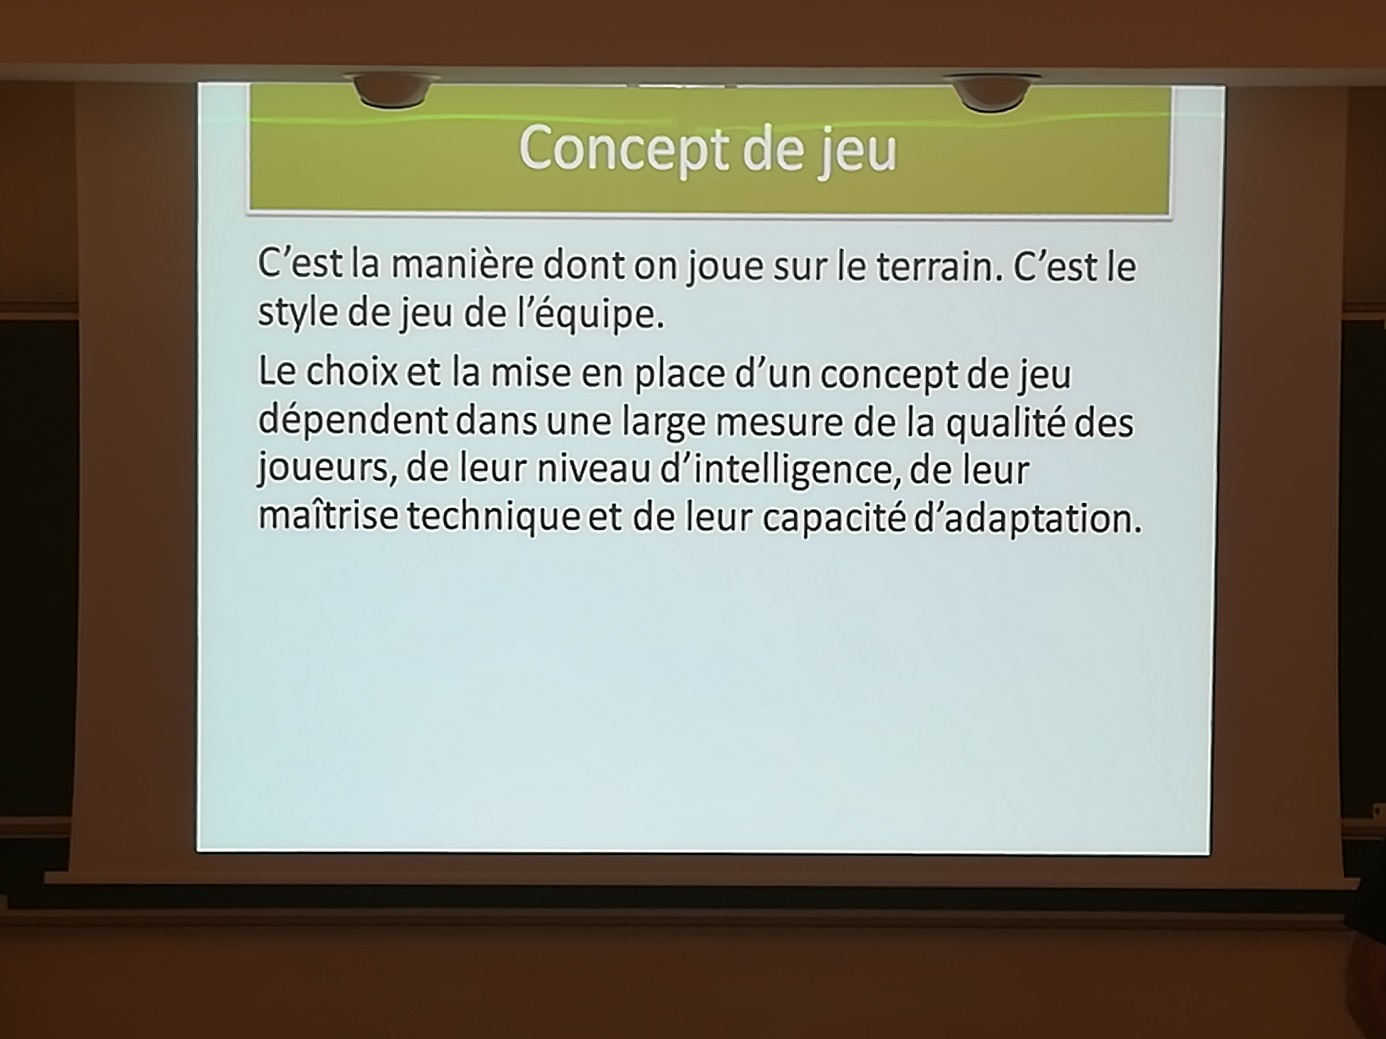 Concept de jeu
C’est la manière dont on joue sur le terrain. C’est le
style de jeu de l’équipe.
Le choix et la mise en place d’un concept de jeu
dépendent dans une large mesure de la qualité des
joueurs, de leur niveau d’intelligence, de leur
maîtrise technique et de leur capacité d’adaptation.